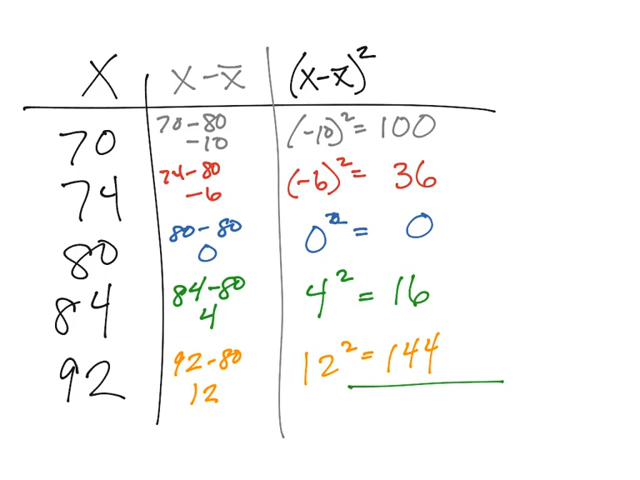 X X - x̄ (x - x̄)²
70 70 - 80 (-10)² = 100
-10
74 74 - 80 (-6)² = 36
-6
80 80 - 80 0² = 0
0
84 84 - 80 4² = 16
4
92 92 - 80 12² = 144
12